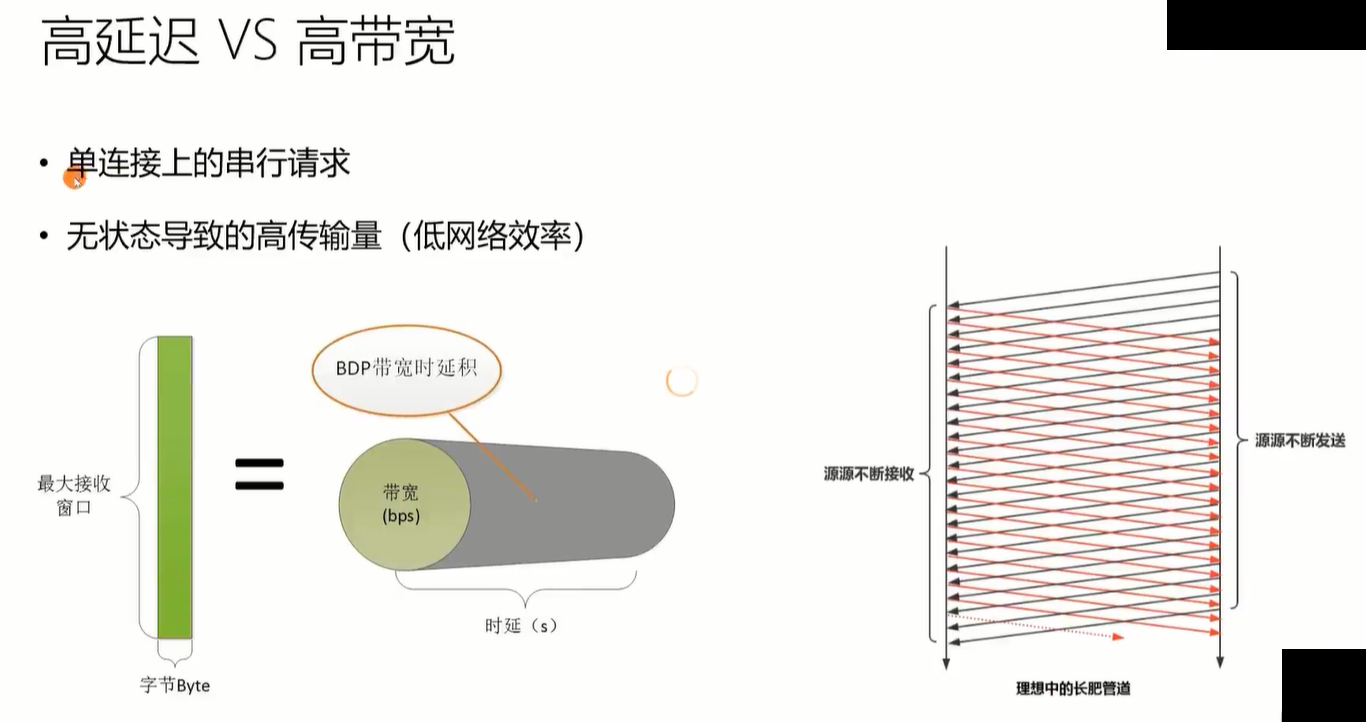 高延迟 VS 高带宽
• 单连接上的串行请求
• 无状态导致的高传输量（低网络效率）
BDP带宽时延积
最大接收
窗口
带宽
(bps)
时延（s）
字节Byte
源源不断接收
源源不断发送
理想中的长肥管道